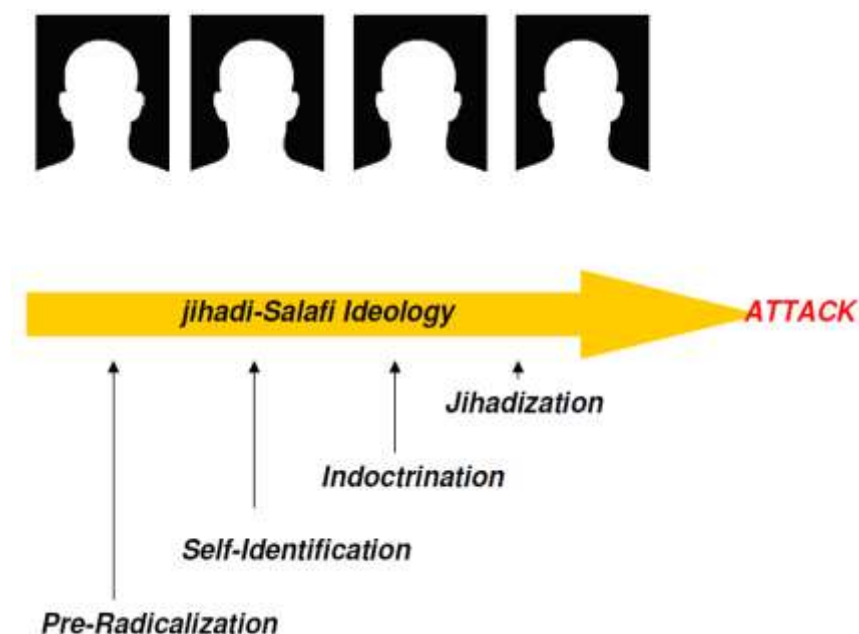 jihadi-Salafi Ideology
ATTACK
Jihadization
Indoctrination
Self-Identification
Pre-Radicalization